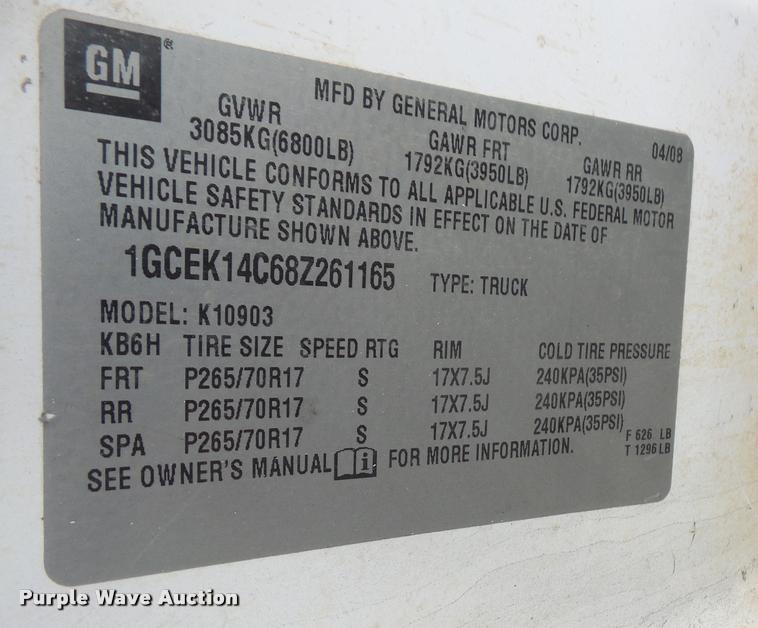 GM®
MFD BY GENERAL MOTORS CORP. 04/08
GVWR GAWR FRT GAWR RR
3085KG(6800LB) 1792KG(3950LB) 1792KG(3950LB)
THIS VEHICLE CONFORMS TO ALL APPLICABLE U.S. FEDERAL MOTOR
VEHICLE SAFETY STANDARDS IN EFFECT ON THE DATE OF
MANUFACTURE SHOWN ABOVE.
1GCEK14C68Z261165 TYPE: TRUCK
MODEL: K10903
KB6H TIRE SIZE SPEED RTG RIM COLD TIRE PRESSURE
FRT P265/70R17 S 17X7.5J 240KPA(35PSI)
RR P265/70R17 S 17X7.5J 240KPA(35PSI)
SPA P265/70R17 S 17X7.5J 240KPA(35PSI)
F 626 LB
T 1296 LB
SEE OWNER'S MANUAL i FOR MORE INFORMATION.
Purple Wave Auction